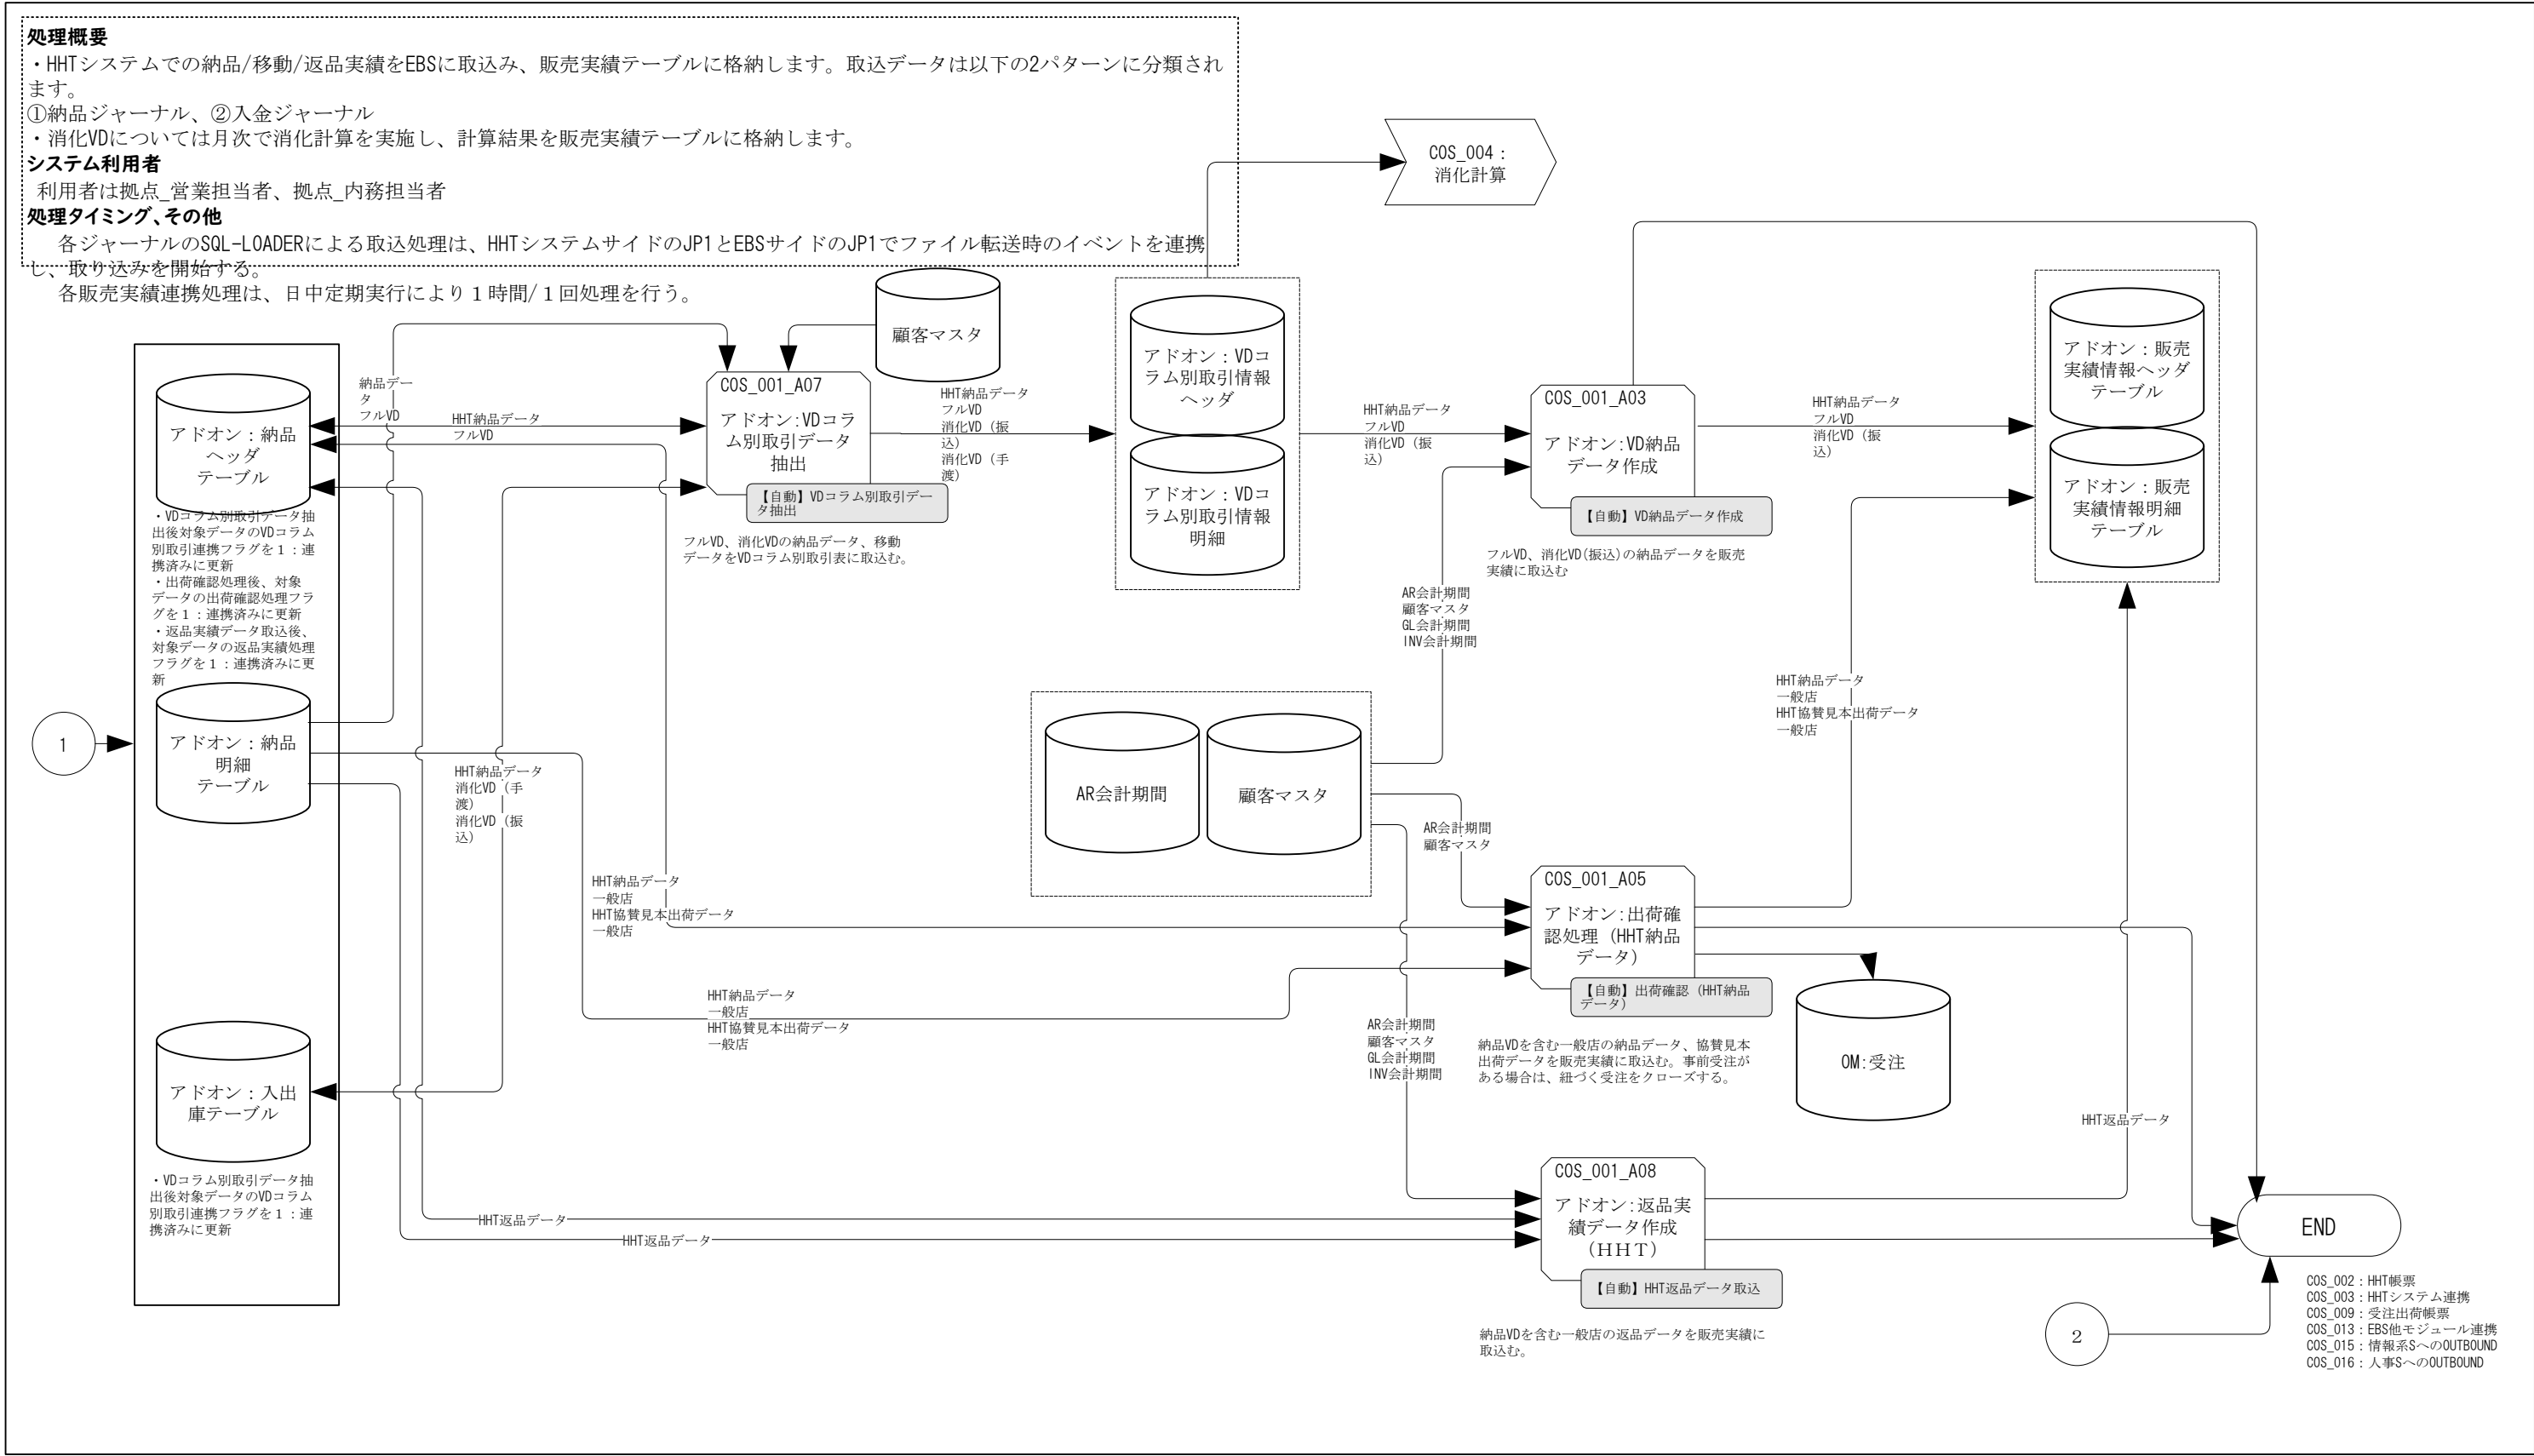 処理概要
・HHTシステムでの納品/移動/返品実績をEBSに取込み、販売実績テーブルに格納します。取込データは以下の2パターンに分類され
ます。
①納品ジャーナル、②入金ジャーナル
・消化VDについては月次で消化計算を実施し、計算結果を販売実績テーブルに格納します。
システム利用者
利用者は拠点_営業担当者、拠点_内務担当者
処理タイミング、その他
各ジャーナルのSQL-LOADERによる取込処理は、HHTシステムサイドのJP1とEBSサイドのJP1でファイル転送時のイベントを連携
し、取り込みを開始する。
各販売実績連携処理は、日中定期実行により１時間/１回処理を行う。
COS_004：
消化計算
顧客マスタ
1
アドオン：納品
ヘッダ
テーブル
・VDコラム別取引データ抽
出後対象データのVDコラム
別取引連携フラグを１：連
携済みに更新
・出荷確認処理後、対象
データの出荷確認処理フラ
グを１：連携済みに更新
・返品実績データ取込後、
対象データの返品実績処理
フラグを１：連携済みに更
新
アドオン：納品
明細
テーブル
アドオン：入出
庫テーブル
・VDコラム別取引データ抽
出後対象データのVDコラム
別取引連携フラグを１：連
携済みに更新
納品デー
タ
フルVD
HHT納品データ
フルVD
HHT納品データ
消化VD（手
渡）
消化VD（振
込）
COS_001_A07
アドオン:VDコラ
ム別取引データ
抽出
【自動】VDコラム別取引デー
タ抽出
フルVD、消化VDの納品データ、移動
データをVDコラム別取引表に取込む。
HHT納品データ
フルVD
消化VD（振
込）
消化VD（手
渡）
アドオン：VDコ
ラム別取引情報
ヘッダ
アドオン：VDコ
ラム別取引情報
明細
HHT納品データ
フルVD
消化VD（振
込）
COS_001_A03
アドオン:VD納品
データ作成
【自動】VD納品データ作成
フルVD、消化VD(振込)の納品データを販売
実績に取込む
HHT納品データ
フルVD
消化VD（振
込）
アドオン：販売
実績情報ヘッダ
テーブル
アドオン：販売
実績情報明細
テーブル
AR会計期間
顧客マスタ
GL会計期間
INV会計期間
AR会計期間
顧客マスタ
AR会計期間
顧客マスタ
HHT納品データ
一般店
HHT協賛見本出荷データ
一般店
HHT納品データ
一般店
HHT協賛見本出荷データ
一般店
HHT納品データ
一般店
HHT協賛見本出荷データ
一般店
COS_001_A05
アドオン:出荷確
認処理（HHT納品
データ）
【自動】出荷確認（HHT納品
データ）
納品VDを含む一般店の納品データ、協賛見本
出荷データを販売実績に取込む。事前受注が
ある場合は、紐づく受注をクローズする。
OM:受注
AR会計期間
顧客マスタ
GL会計期間
INV会計期間
HHT返品データ
HHT返品データ
COS_001_A08
アドオン:返品実
績データ作成
（ＨＨＴ）
【自動】HHT返品データ取込
納品VDを含む一般店の返品データを販売実績に
取込む。
HHT返品データ
END
2
COS_002：HHT帳票
COS_003：HHTシステム連携
COS_009：受注出荷帳票
COS_013：EBS他モジュール連携
COS_015：情報系SへのOUTBOUND
COS_016：人事SへのOUTBOUND